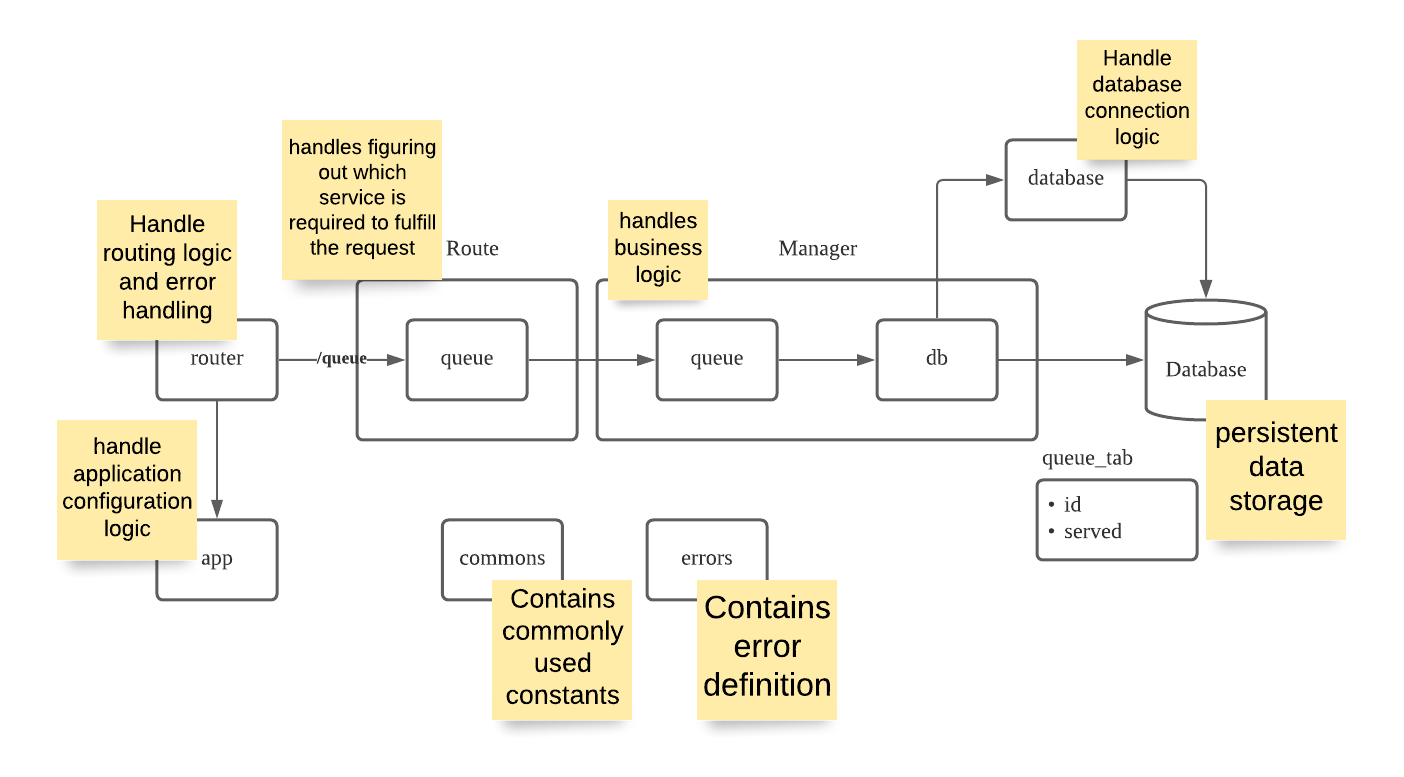 Handle
database
connection
logic
database
handles figuring
out which
service is
required to fulfill
the request
Route
handles
business
logic
Manager
Handle
routing logic
and error
handling
router
/queue
queue
queue
db
Database
persistent
data
storage
queue_tab
• id
• served
handle
application
configuration
logic
app
commons
Contains
commonly
used
constants
errors
Contains
error
definition